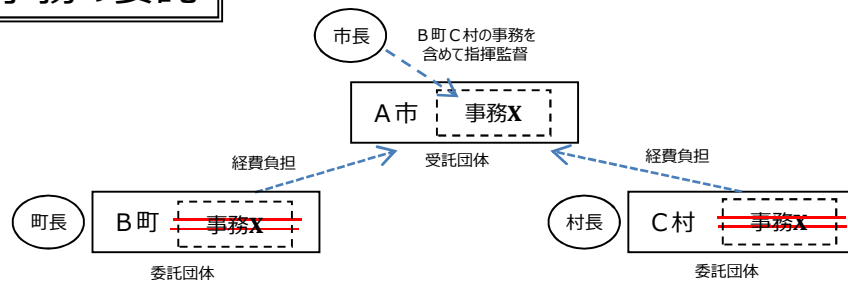 の委託
市長
B町C村の事務を
含めて指揮監督
A市
事務X
経費負担
受託団体
経費負担
町長
B町
事務X
村長
C村
事務X
委託団体
委託団体